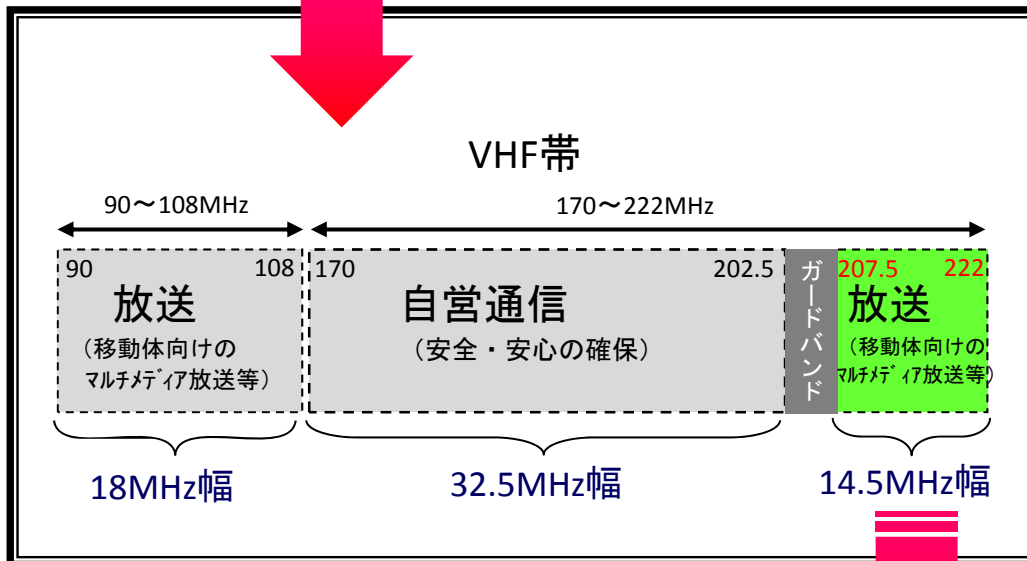 VHF帯
90～108MHz
170～222MHz
90 108
放送
（移動体向けの
ﾏﾙﾁﾒﾃﾞｨｱ放送等）
170 202.5
自営通信
（安全・安心の確保）
ガードバンド
207.5 222
放送
（移動体向けの
ﾏﾙﾁﾒﾃﾞｨｱ放送等）
18MHz幅
32.5MHz幅
14.5MHz幅